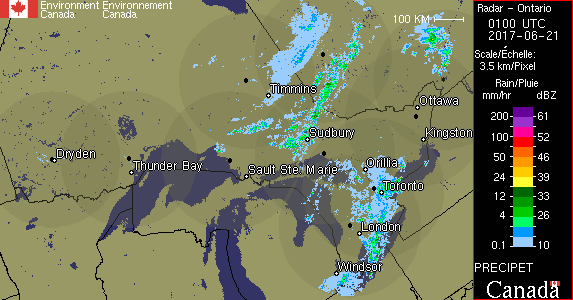 Environment Environnement
Canada Canada
100 KM
Timmins
Ottawa
Sudbury
Kingston
Dryden
Thunder Bay
Sault Ste. Marie
Orillia
Toronto
London
Windsor
Radar - Ontario
0100 UTC
2017-06-21
Scale/Échelle:
3.5 km/Pixel
Rain/Pluie
mm/hr dBZ
200 61
100 52
50 46
24 39
12 33
4 26
0.1 10
PRECIPET
Canada